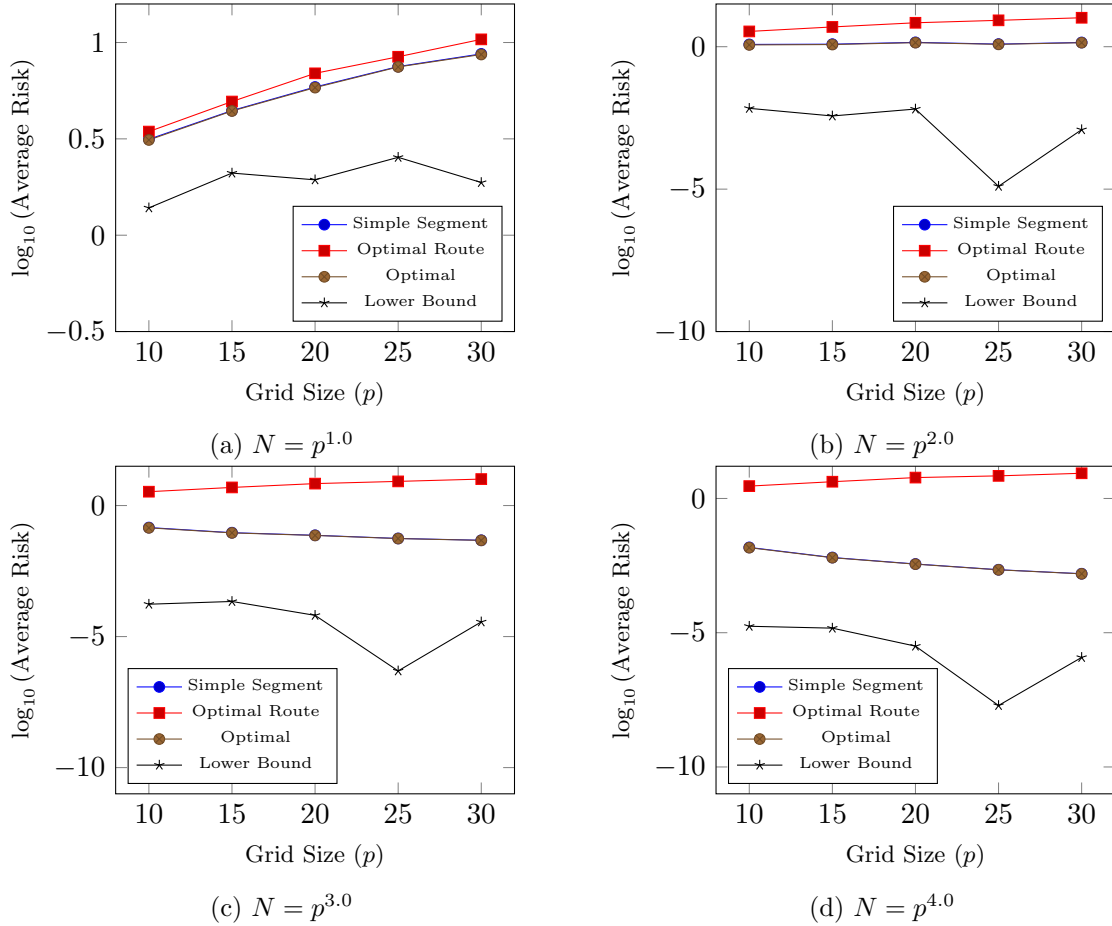 1
0.5
0
−0.5
log₁₀ (Average Risk)
Simple Segment
Optimal Route
Optimal
Lower Bound
10 15 20 25 30
Grid Size (p)
(a) N = p^{1.0}
0
−5
−10
log₁₀ (Average Risk)
Simple Segment
Optimal Route
Optimal
Lower Bound
10 15 20 25 30
Grid Size (p)
(b) N = p^{2.0}
0
−5
−10
log₁₀ (Average Risk)
Simple Segment
Optimal Route
Optimal
Lower Bound
10 15 20 25 30
Grid Size (p)
(c) N = p^{3.0}
0
−5
−10
log₁₀ (Average Risk)
Simple Segment
Optimal Route
Optimal
Lower Bound
10 15 20 25 30
Grid Size (p)
(d) N = p^{4.0}